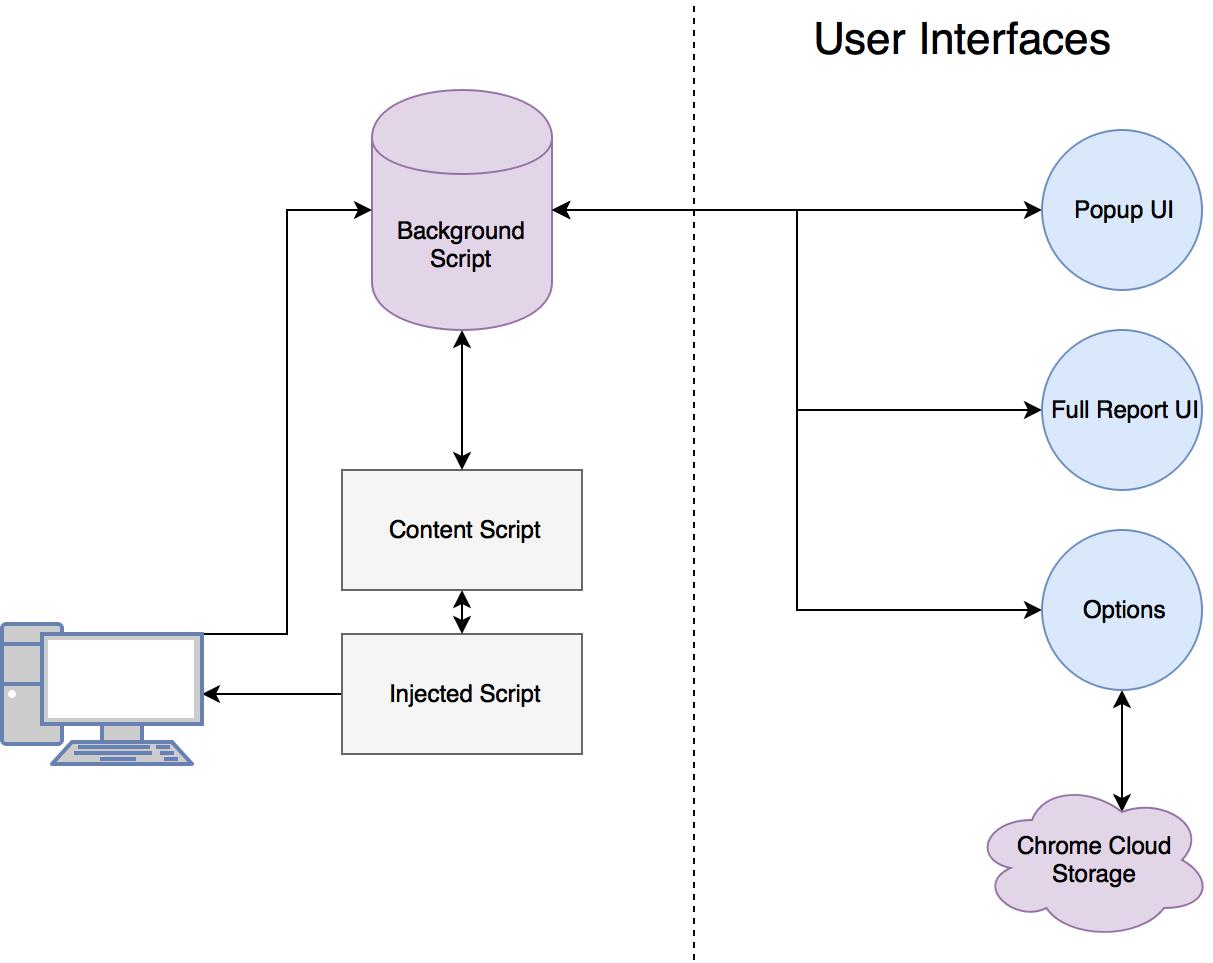 User Interfaces
Background
Script
Popup UI
Full Report UI
Content Script
Options
Injected Script
Chrome Cloud
Storage